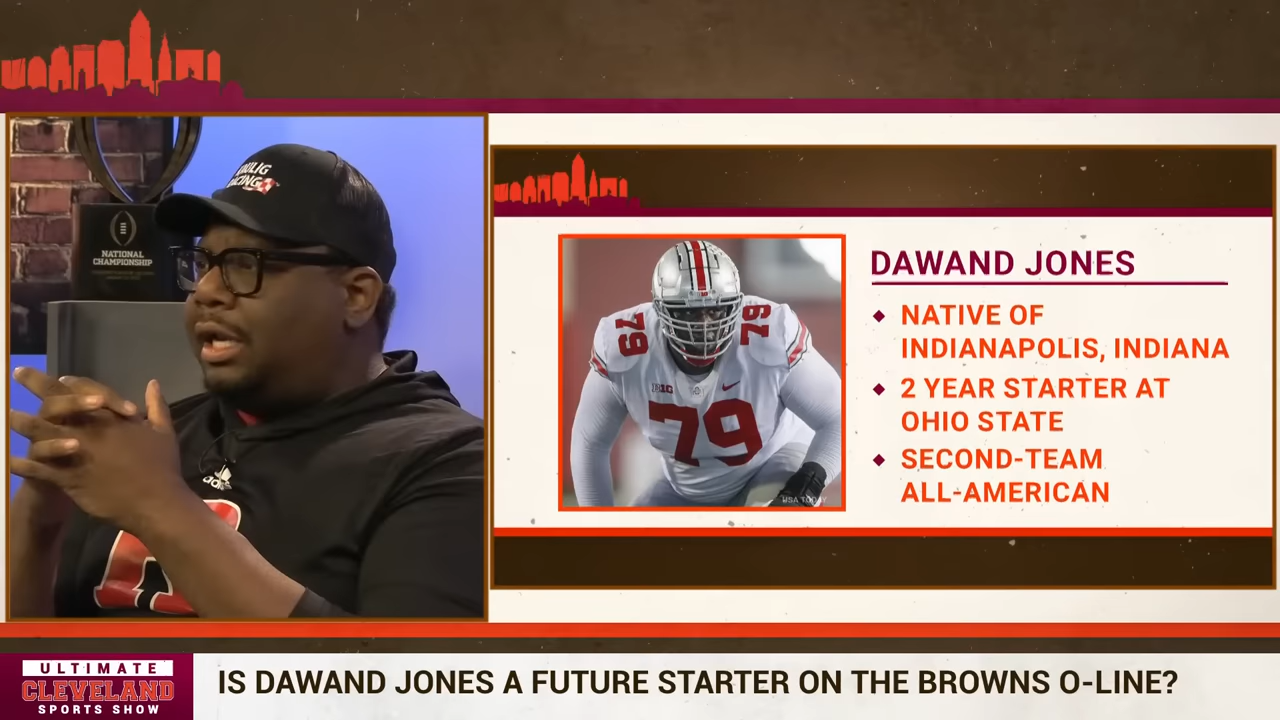 NATIONAL
CHAMPIONSHIP
adidas
DAWAND JONES
NATIVE OF
INDIANAPOLIS, INDIANA
2 YEAR STARTER AT
OHIO STATE
SECOND-TEAM
ALL-AMERICAN
79
79
B1G
79
USA TODAY
ULTIMATE
CLEVELAND
SPORTS SHOW
IS DAWAND JONES A FUTURE STARTER ON THE BROWNS O-LINE?